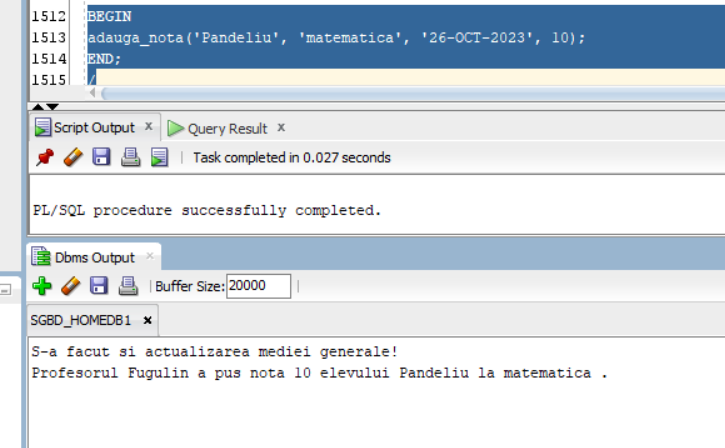 1512 BEGIN
1513 adauga_nota('Pandeliu', 'matematica', '26-OCT-2023', 10);
1514 END;
1515 /
Script Output x Query Result x
Task completed in 0.027 seconds
PL/SQL procedure successfully completed.
Dbms Output x
Buffer Size: 20000
SGBD_HOMEDB1 x
S-a facut si actualizarea mediei generale!
Profesorul Fugulin a pus nota 10 elevului Pandeliu la matematica .